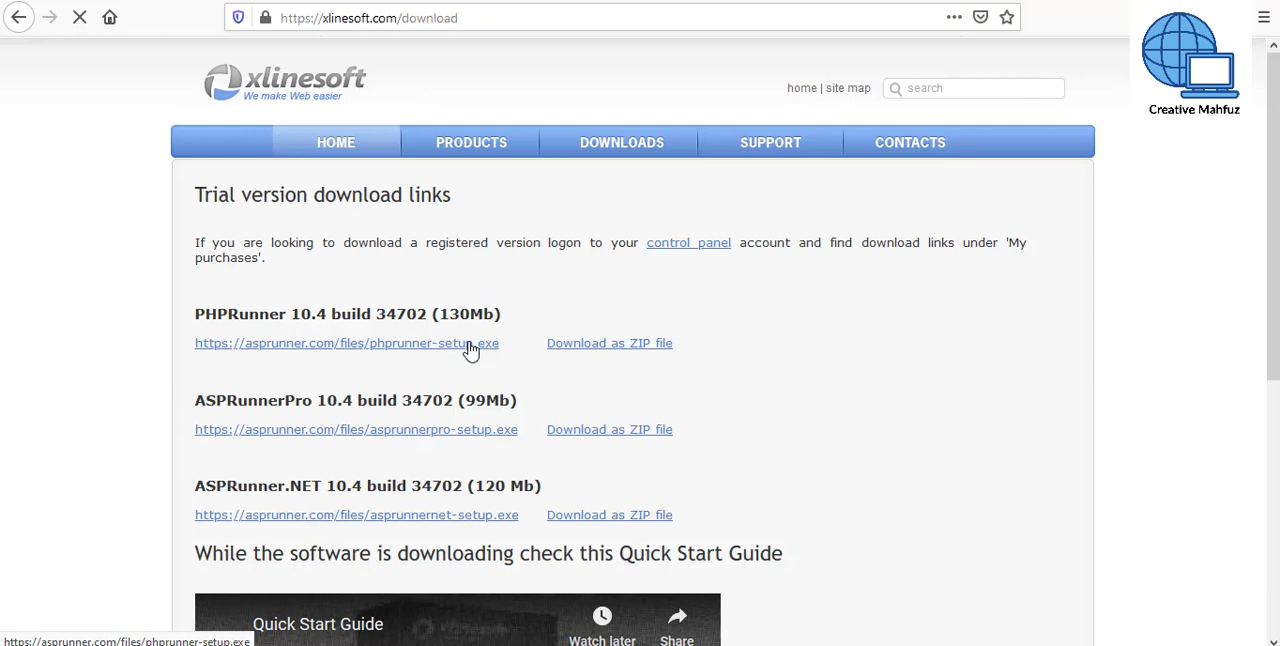 https://xlinesoft.com/download
Creative Mahfuz
xlinesoft
We make Web easier
home | site map
search
HOME
PRODUCTS
DOWNLOADS
SUPPORT
CONTACTS
Trial version download links
If you are looking to download a registered version logon to your control panel account and find download links under 'My
purchases'.
PHPRunner 10.4 build 34702 (130Mb)
https://asprunner.com/files/phprunner-setup.exe
Download as ZIP file
ASPRunnerPro 10.4 build 34702 (99Mb)
https://asprunner.com/files/asprunnerpro-setup.exe
Download as ZIP file
ASPRunner.NET 10.4 build 34702 (120 Mb)
https://asprunner.com/files/asprunnernet-setup.exe
Download as ZIP file
While the software is downloading check this Quick Start Guide
Quick Start Guide
Watch later
Share
https://asprunner.com/files/phprunner-setup.exe